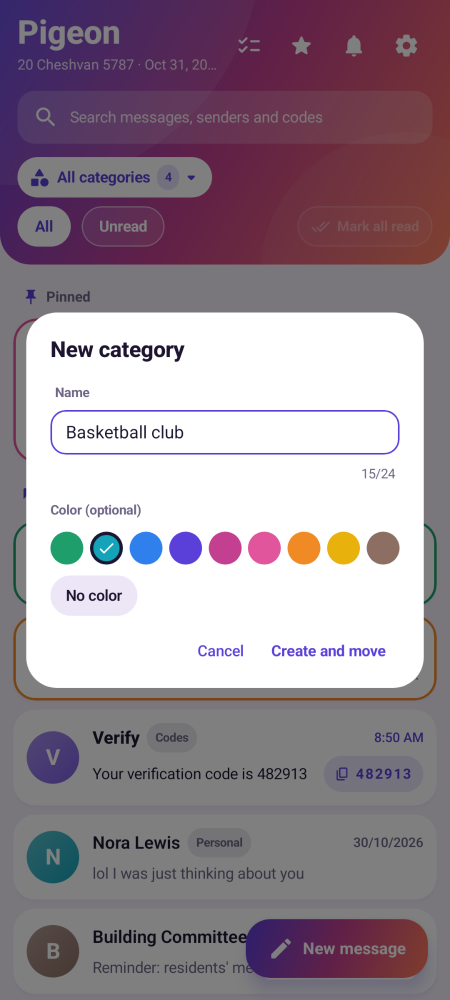 Pigeon
20 Cheshvan 5787 · Oct 31, 20…
Search messages, senders and codes
All categories 4
All Unread Mark all read
Pinned
New category
Name
Basketball club
15/24
Color (optional)
No color
Cancel Create and move
V Verify Codes 8:50 AM
Your verification code is 482913 482913
N Nora Lewis Personal 30/10/2026
lol I was just thinking about you
B Building Committee
Reminder: residents'
New message